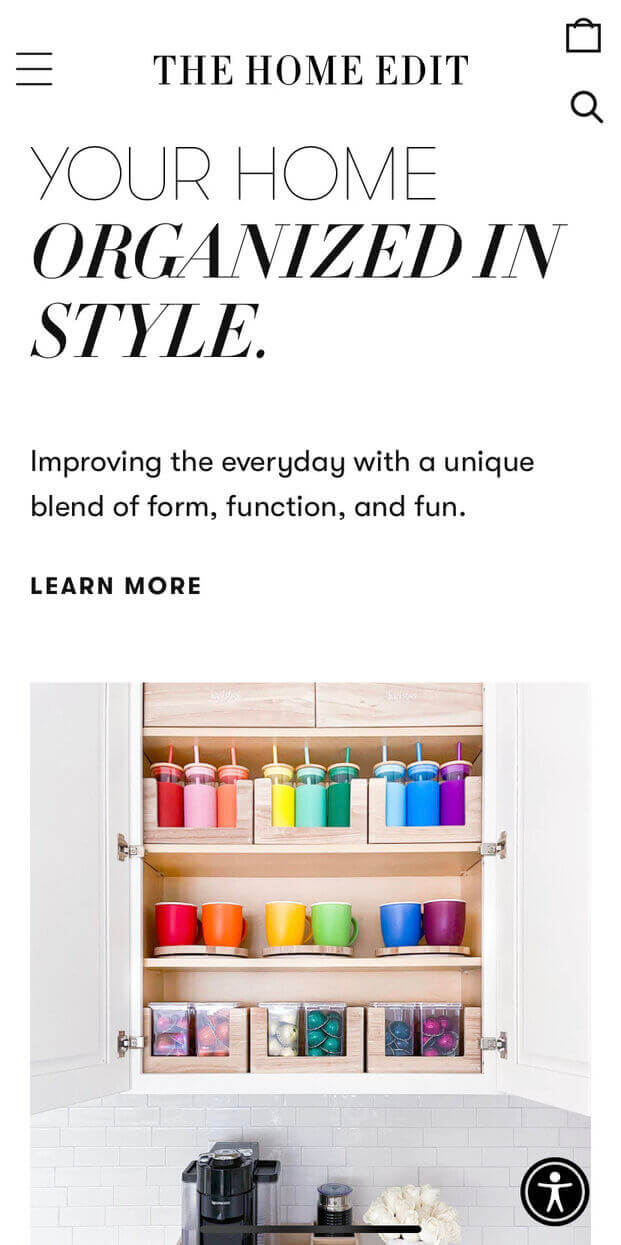 THE HOME EDIT
YOUR HOME
ORGANIZED IN
STYLE.
Improving the everyday with a unique
blend of form, function, and fun.
LEARN MORE
NESPRESSO